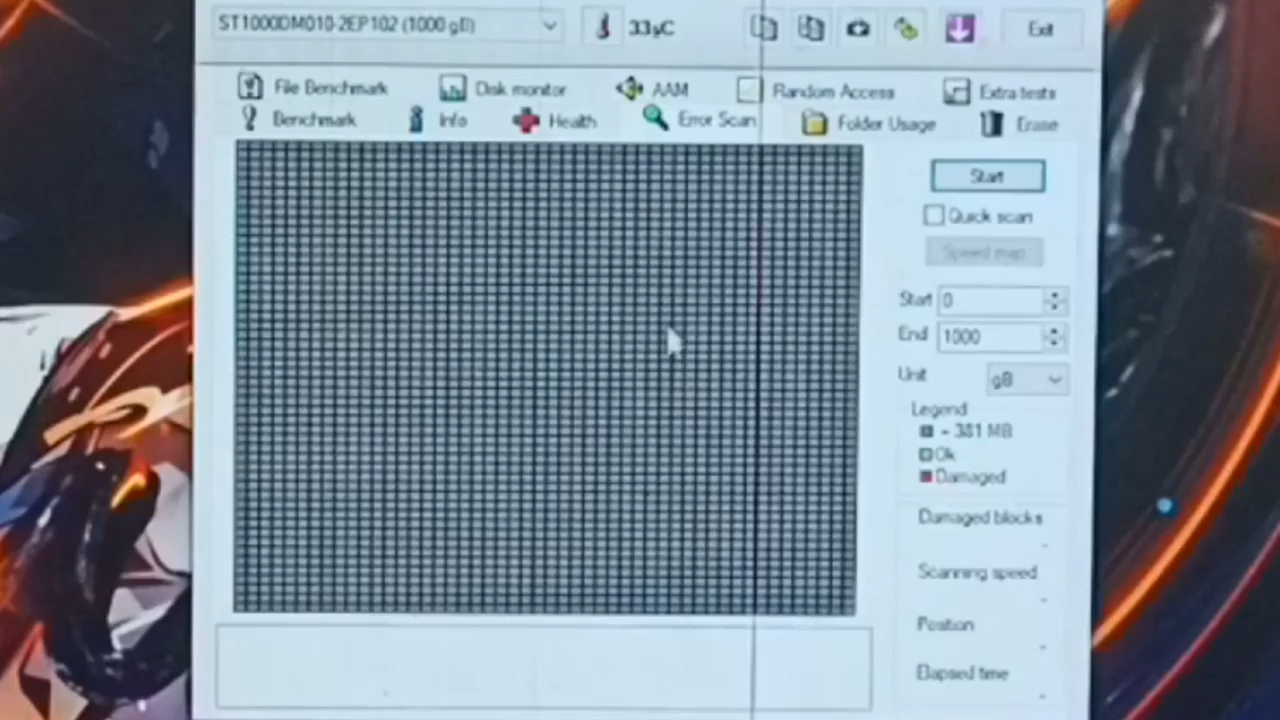 ST1000DM010-2EP102 (1000 gB)
33°C
Exit
File Benchmark
Disk monitor
AAM
Random Access
Extra tests
Benchmark
Info
Health
Error Scan
Folder Usage
Erase
Start
Quick scan
Speed map
Start 0
End 1000
Unit gB
Legend
= 381 MB
Ok
Damaged
Damaged blocks
-
Scanning speed
-
Position
-
Elapsed time
-